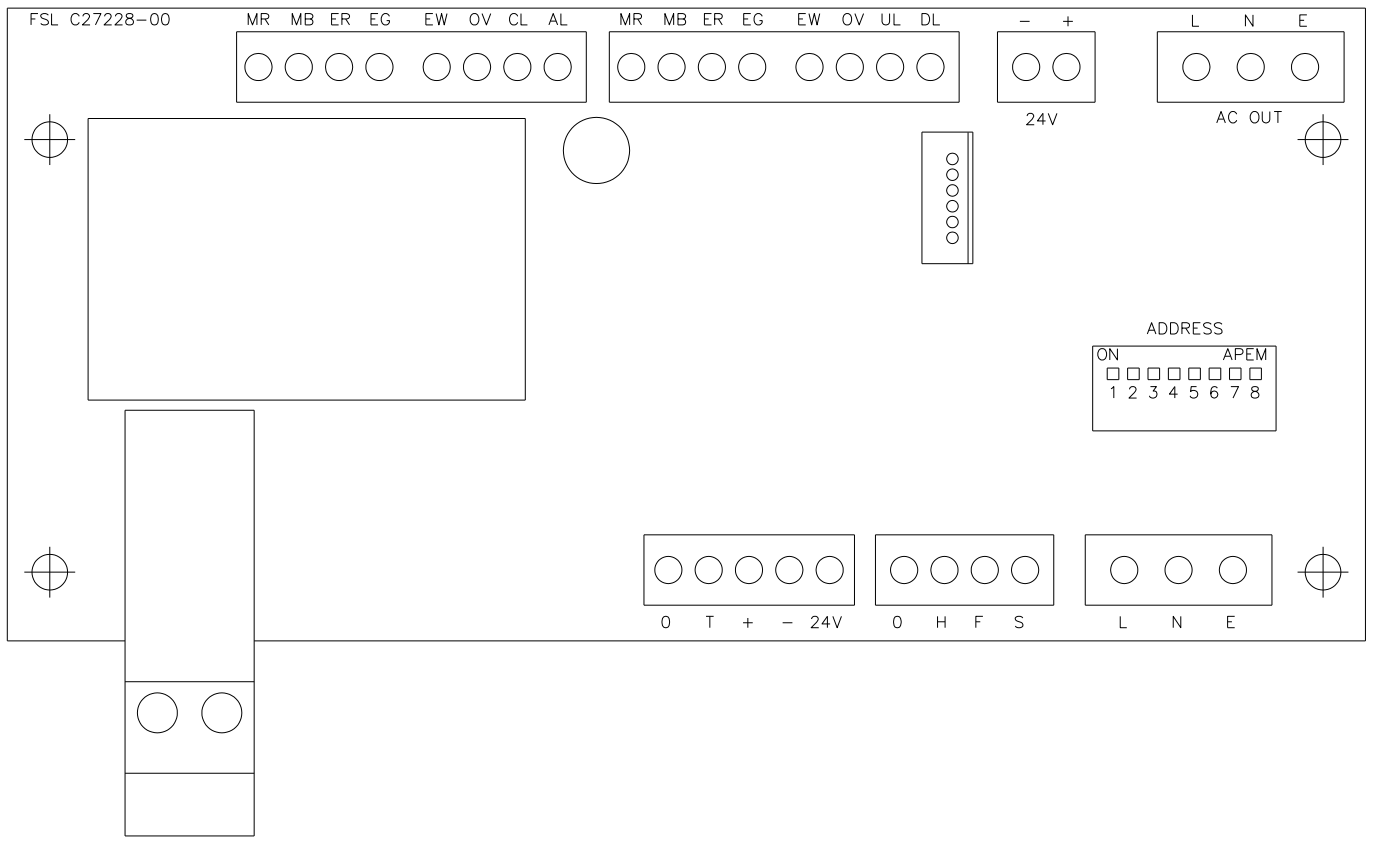 FSL C27228-00
MR MB ER EG EW OV CL AL
MR MB ER EG EW OV UL DL
- +
L N E
24V
AC OUT
ADDRESS
ON APEM
1 2 3 4 5 6 7 8
0 T + - 24V
0 H F S
L N E